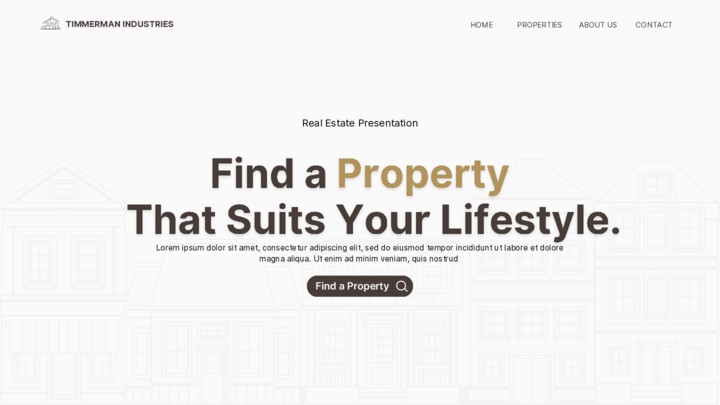 TIMMERMAN INDUSTRIES
HOME PROPERTIES ABOUT US CONTACT
Real Estate Presentation
Find a Property
That Suits Your Lifestyle.
Lorem ipsum dolor sit amet, consectetur adipiscing elit, sed do eiusmod tempor incididunt ut labore et dolore
magna aliqua. Ut enim ad minim veniam, quis nostrud
Find a Property